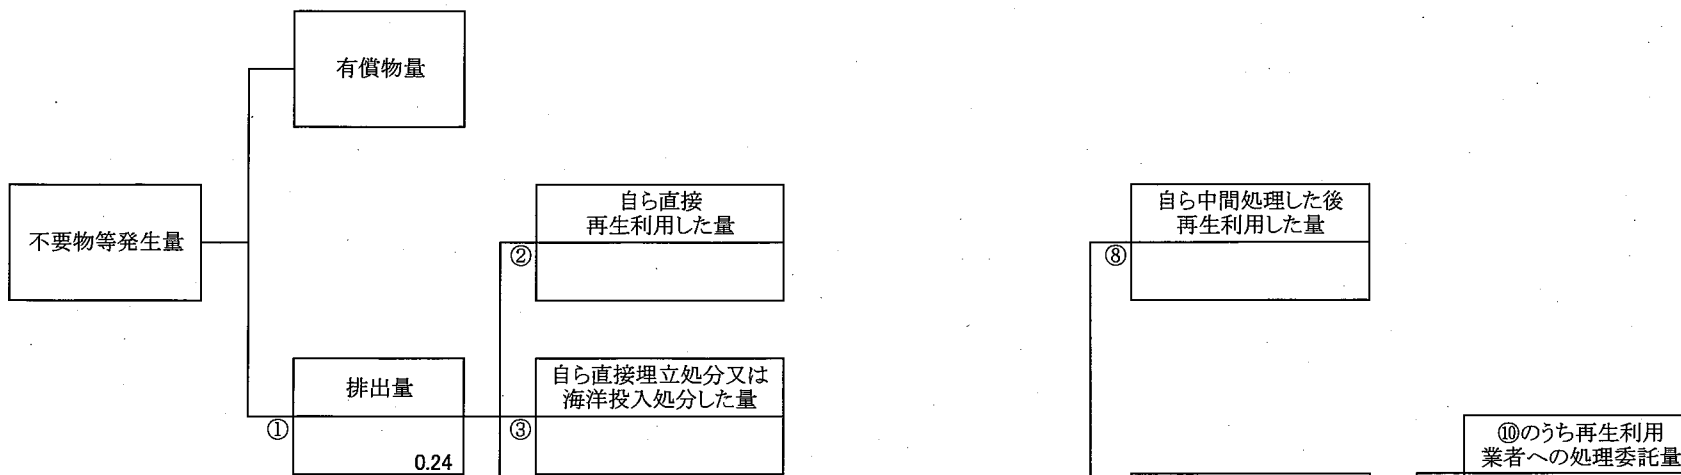 有償物量
不要物等発生量
自ら直接
再生利用した量
②
自ら中間処理した後
再生利用した量
⑧
排出量
①
0.24
自ら直接埋立処分又は
海洋投入処分した量
③
⑩のうち再生利用
業者への処理委託量